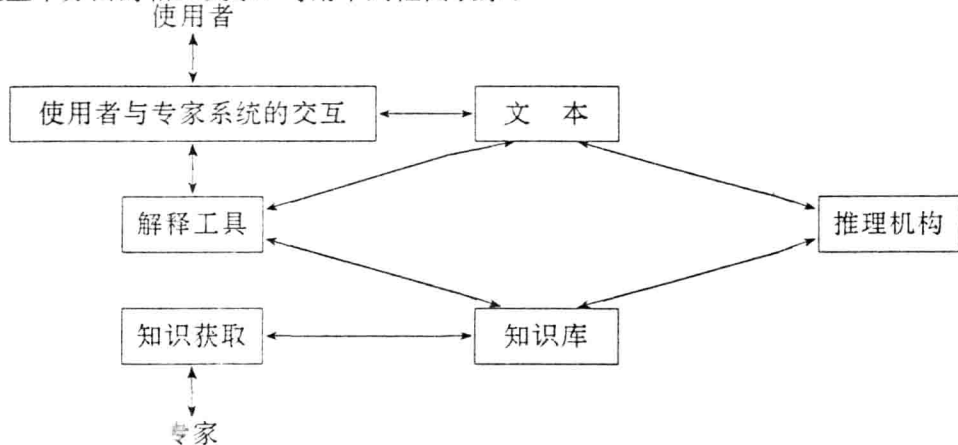 使用者
使用者与专家系统的交互
文 本
解释工具
推理机构
知识获取
知识库
专家